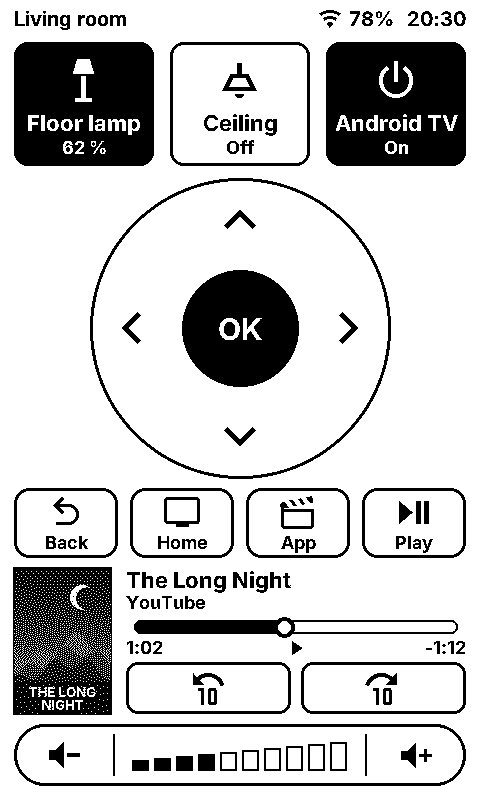 Living room 78% 20:30
Floor lamp
62 %
Ceiling
Off
Android TV
On
OK
Back
Home
App
Play
The Long Night
YouTube
1:02
-1:12
THE LONG
NIGHT
10
10